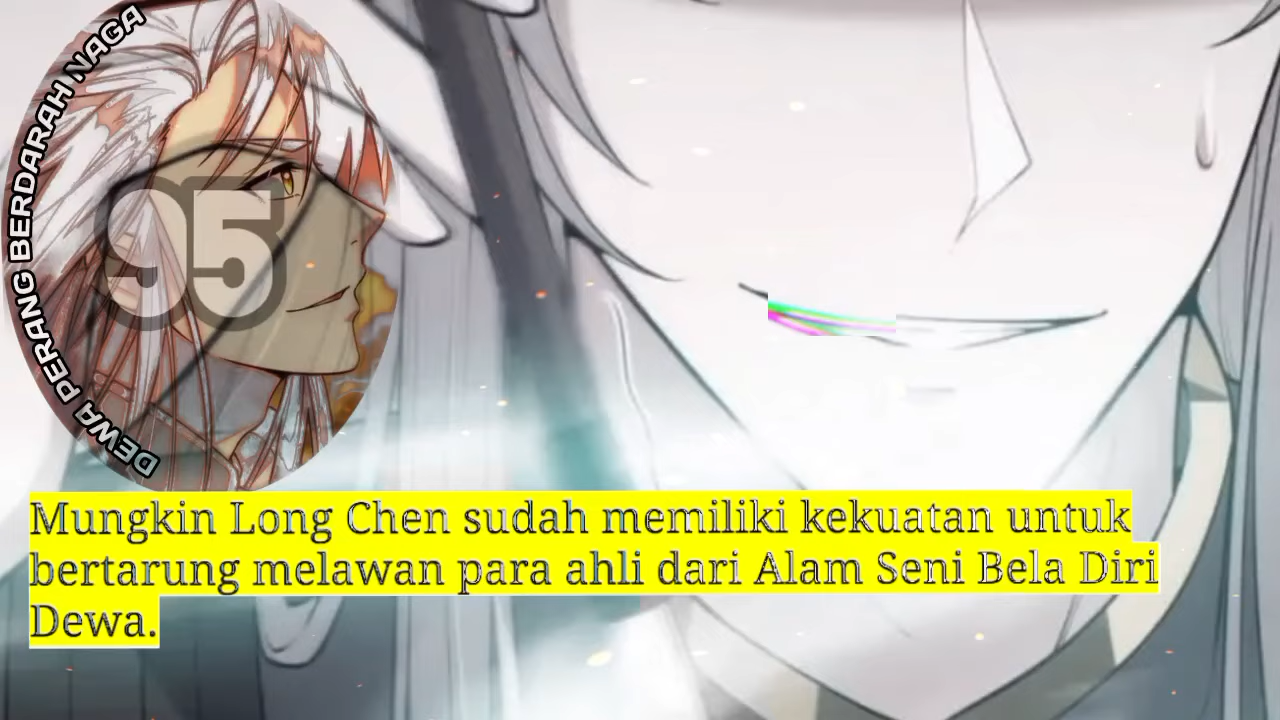 DEWA PERANG BERDARAH NAGA
95
Mungkin Long Chen sudah memiliki kekuatan untuk
bertarung melawan para ahli dari Alam Seni Bela Diri
Dewa.